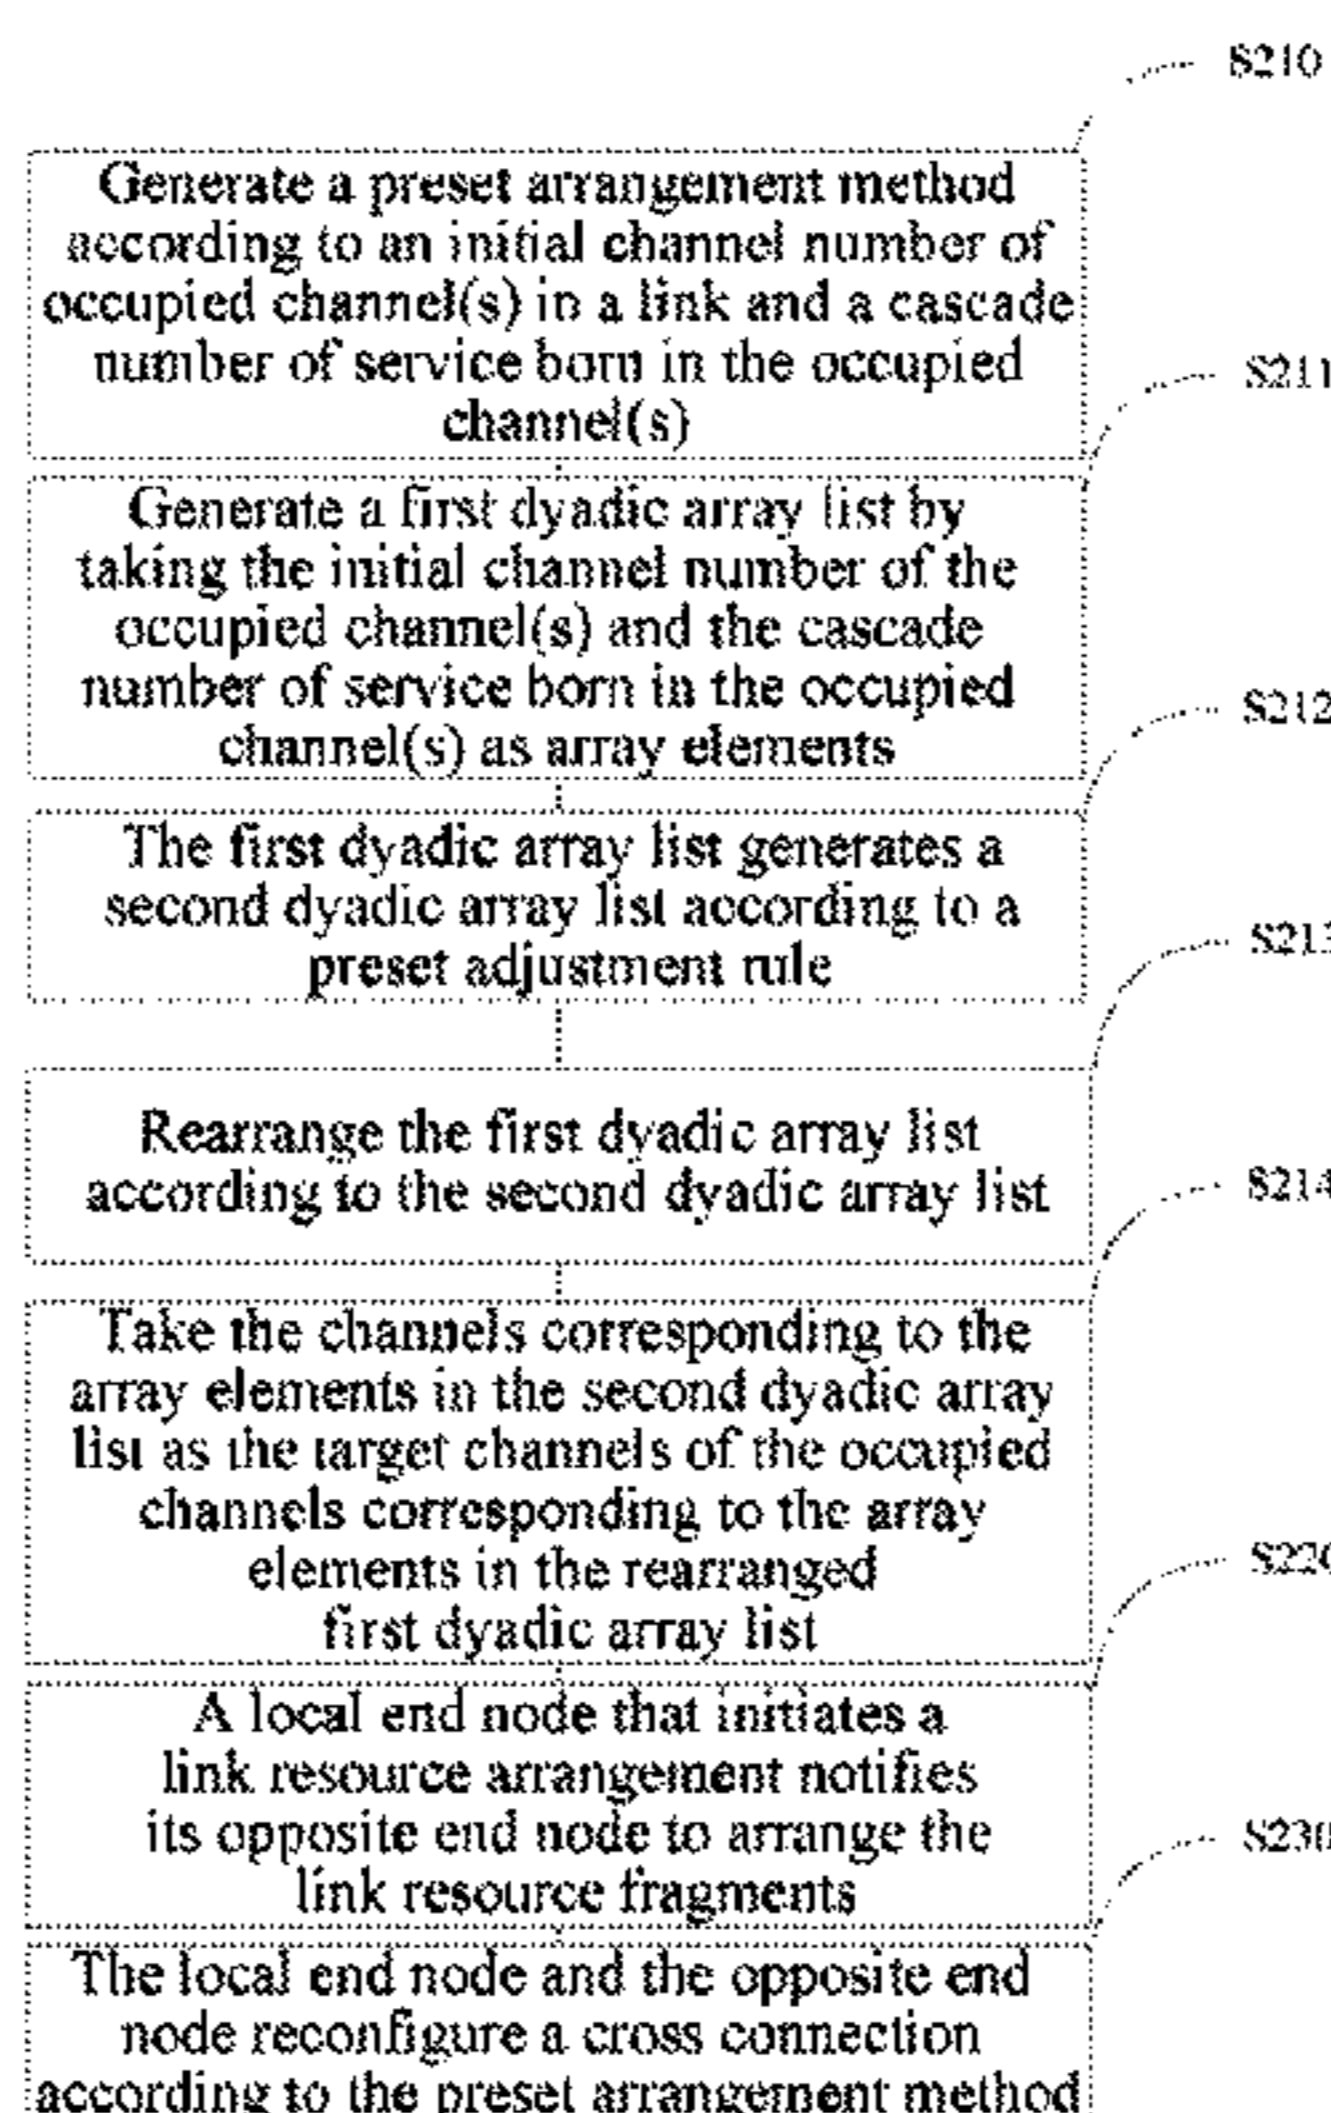 S210
Generate a preset arrangement method
according to an initial channel number of
occupied channel(s) in a link and a cascade
number of service born in the occupied
channel(s)
S211
Generate a first dyadic array list by
taking the initial channel number of the
occupied channel(s) and the cascade
number of service born in the occupied
channel(s) as array elements
S212
The first dyadic array list generates a
second dyadic array list according to a
preset adjustment rule
S213
Rearrange the first dyadic array list
according to the second dyadic array list
S214
Take the channels corresponding to the
array elements in the second dyadic array
list as the target channels of the occupied
channels corresponding to the array
elements in the rearranged
first dyadic array list
S220
A local end node that initiates a
link resource arrangement notifies
its opposite end node to arrange the
link resource fragments
S230
The local end node and the opposite end
node reconfigure a cross connection
according to the preset arrangement method